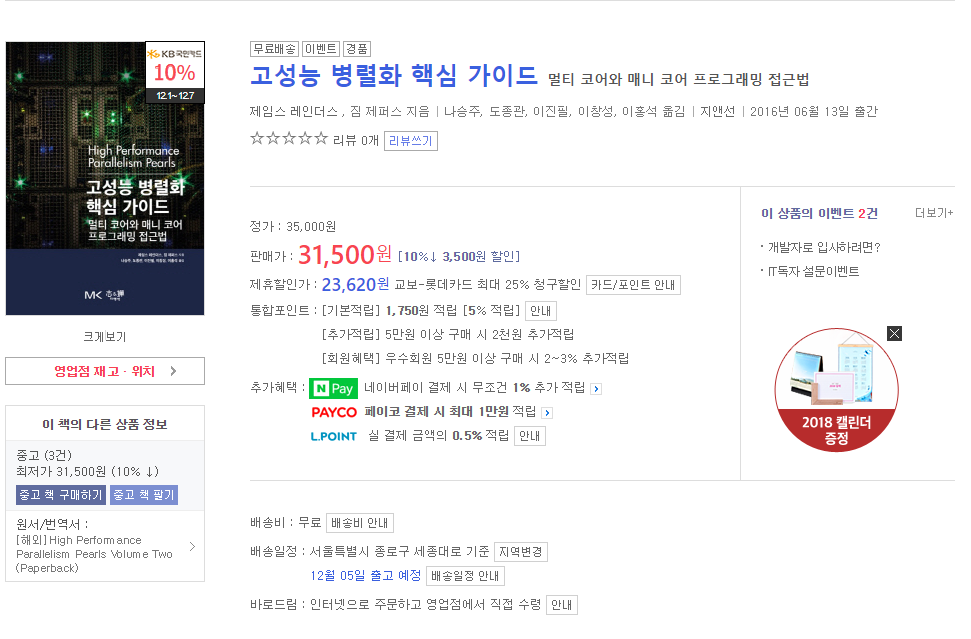 KB국민카드
10%
12.1~12.7
High Performance
Parallelism Pearls
고성능 병렬화
핵심 가이드
멀티 코어와 매니 코어
프로그래밍 접근법
MK
크게보기
영업점 재고 · 위치
이 책의 다른 상품 정보
중고 (3건)
최저가 31,500원 (10% ↓)
중고 책 구매하기 중고 책 팔기
원서/번역서 :
[해외]High Performance
Parallelism Pearls Volume Two
(Paperback)
무료배송 이벤트 경품
고성능 병렬화 핵심 가이드 멀티 코어와 매니 코어 프로그래밍 접근법
제임스 레인더스 , 짐 제퍼스 지음 | 나승주, 도종관, 이진필, 이창성, 이홍석 옮김 | 지앤선 | 2016년 06월 13일 출간
☆☆☆☆☆ 리뷰 0개 리뷰쓰기
정가 : 35,000원
판매가 : 31,500원 [10%↓ 3,500원 할인]
제휴할인가 : 23,620원 교보-롯데카드 최대 25% 청구할인 카드/포인트 안내
통합포인트 : [기본적립] 1,750원 적립 [5% 적립] 안내
[추가적립] 5만원 이상 구매 시 2천원 추가적립
[회원혜택] 우수회원 5만원 이상 구매 시 2~3% 추가적립
추가혜택 : N Pay 네이버페이 결제 시 무조건 1% 추가 적립
PAYCO 페이코 결제 시 최대 1만원 적립
L.POINT 실 결제 금액의 0.5% 적립 안내
이 상품의 이벤트 2건 더보기+
· 개발자로 입사하려면?
· IT독자 설문이벤트
2018 캘린더
증정
배송비 : 무료 배송비 안내
배송일정 : 서울특별시 종로구 세종대로 기준 지역변경
12월 05일 출고 예정 배송일정 안내
바로드림 : 인터넷으로 주문하고 영업점에서 직접 수령 안내